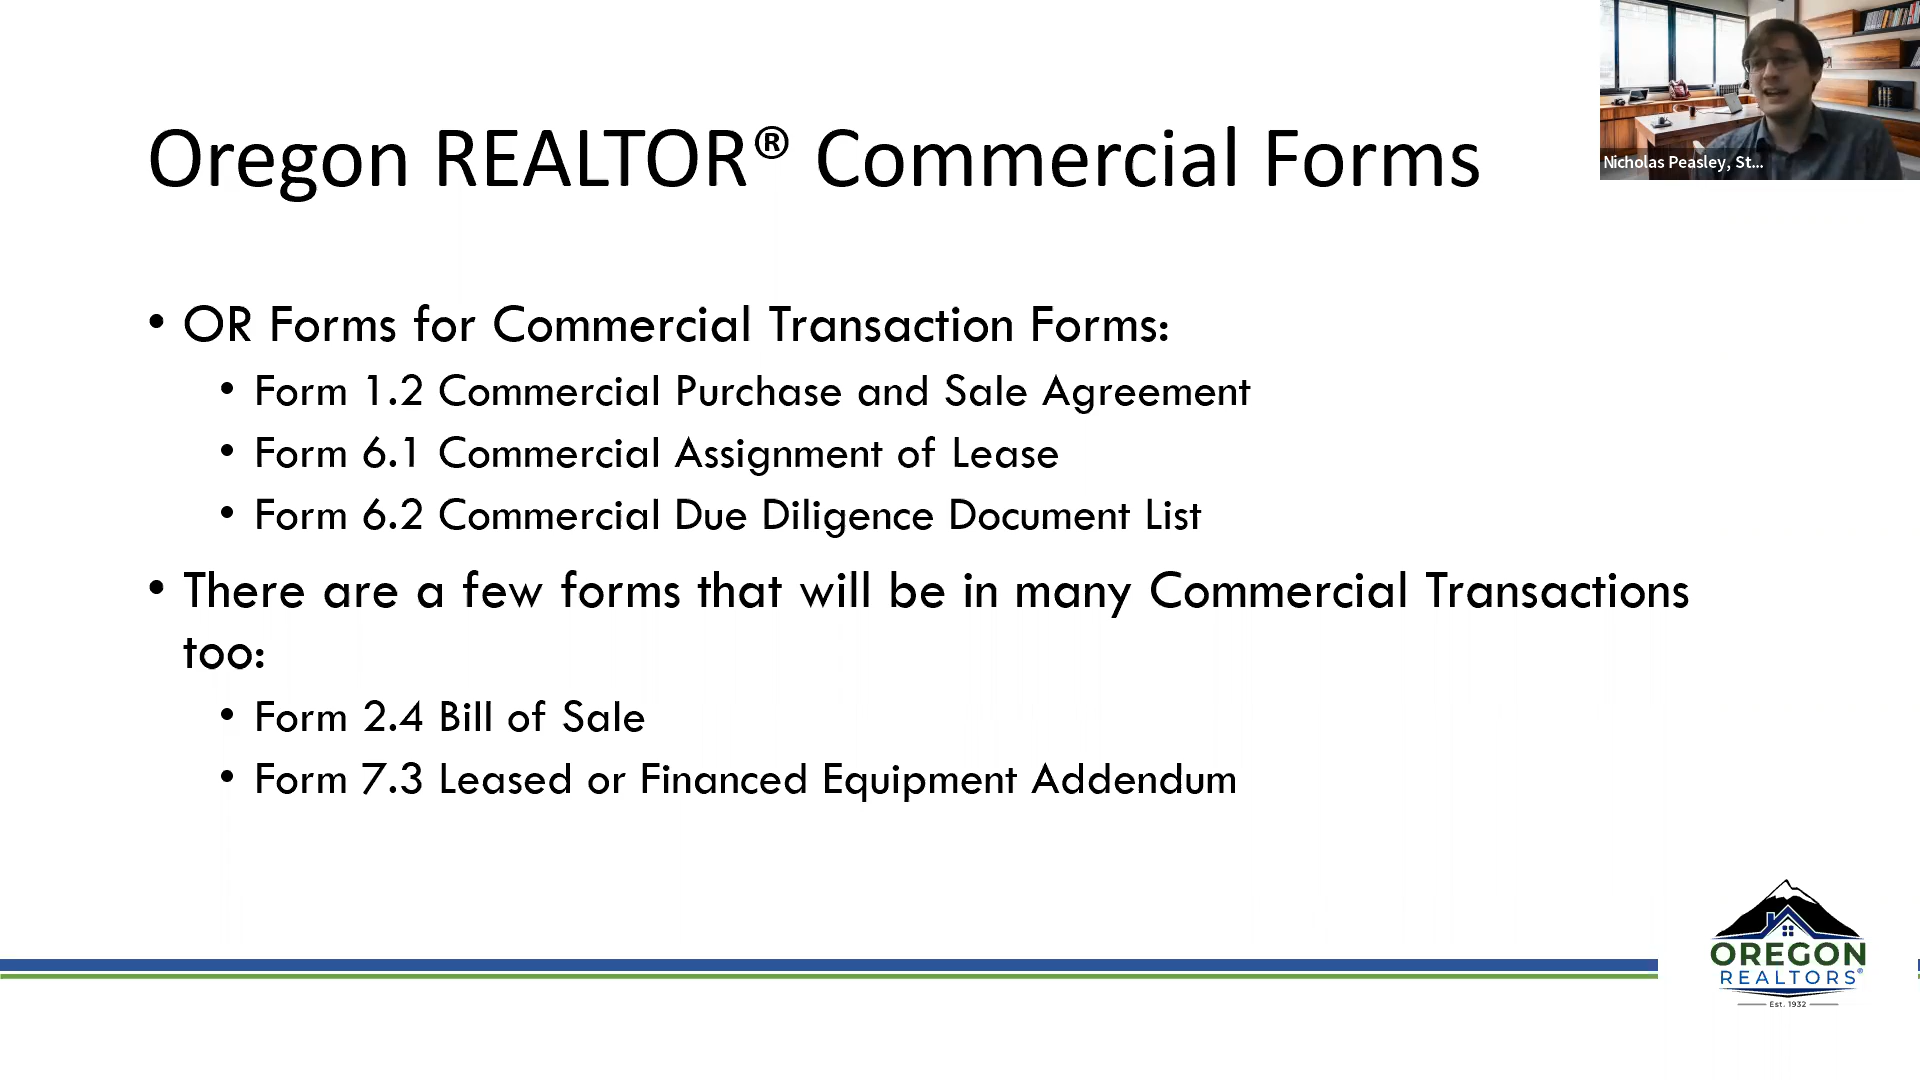 Oregon REALTOR® Commercial Forms
Nicholas Peasley, St...
• OR Forms for Commercial Transaction Forms:
• Form 1.2 Commercial Purchase and Sale Agreement
• Form 6.1 Commercial Assignment of Lease
• Form 6.2 Commercial Due Diligence Document List
• There are a few forms that will be in many Commercial Transactions
too:
• Form 2.4 Bill of Sale
• Form 7.3 Leased or Financed Equipment Addendum
OREGON
REALTORS®
Est. 1932